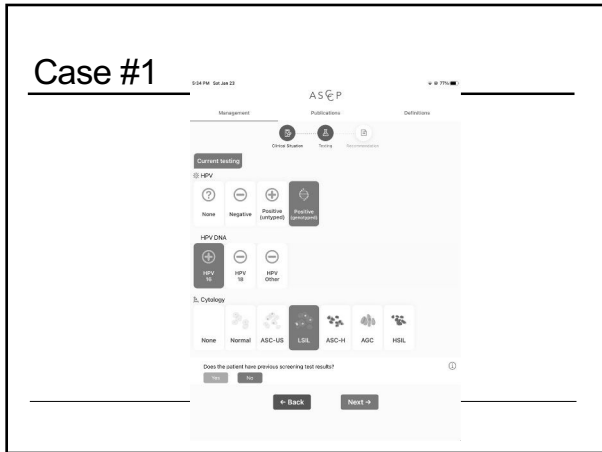 Case #1
5:34 PM Sat Jan 23
77%
ASCCP
Management Publications Definitions
Clinical Situation Testing Recommendation
Current testing
HPV
None Negative Positive (untyped) Positive (genotyped)
HPV DNA
HPV 16 HPV 18 HPV Other
Cytology
None Normal ASC-US LSIL ASC-H AGC HSIL
Does the patient have previous screening test results?
Yes No
← Back Next →